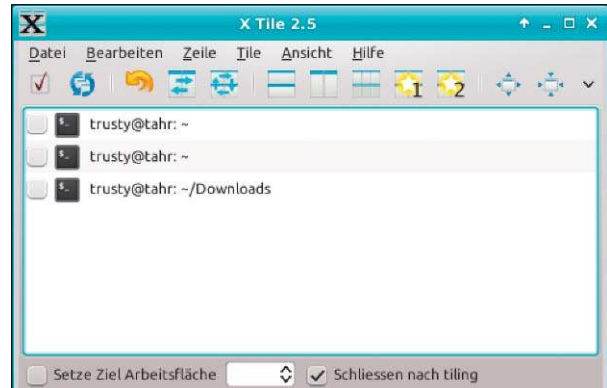 X Tile 2.5
Datei Bearbeiten Zeile Tile Ansicht Hilfe
1 2
trusty@tahr: ~
trusty@tahr: ~
trusty@tahr: ~/Downloads
Setze Ziel Arbeitsfläche Schliessen nach tiling